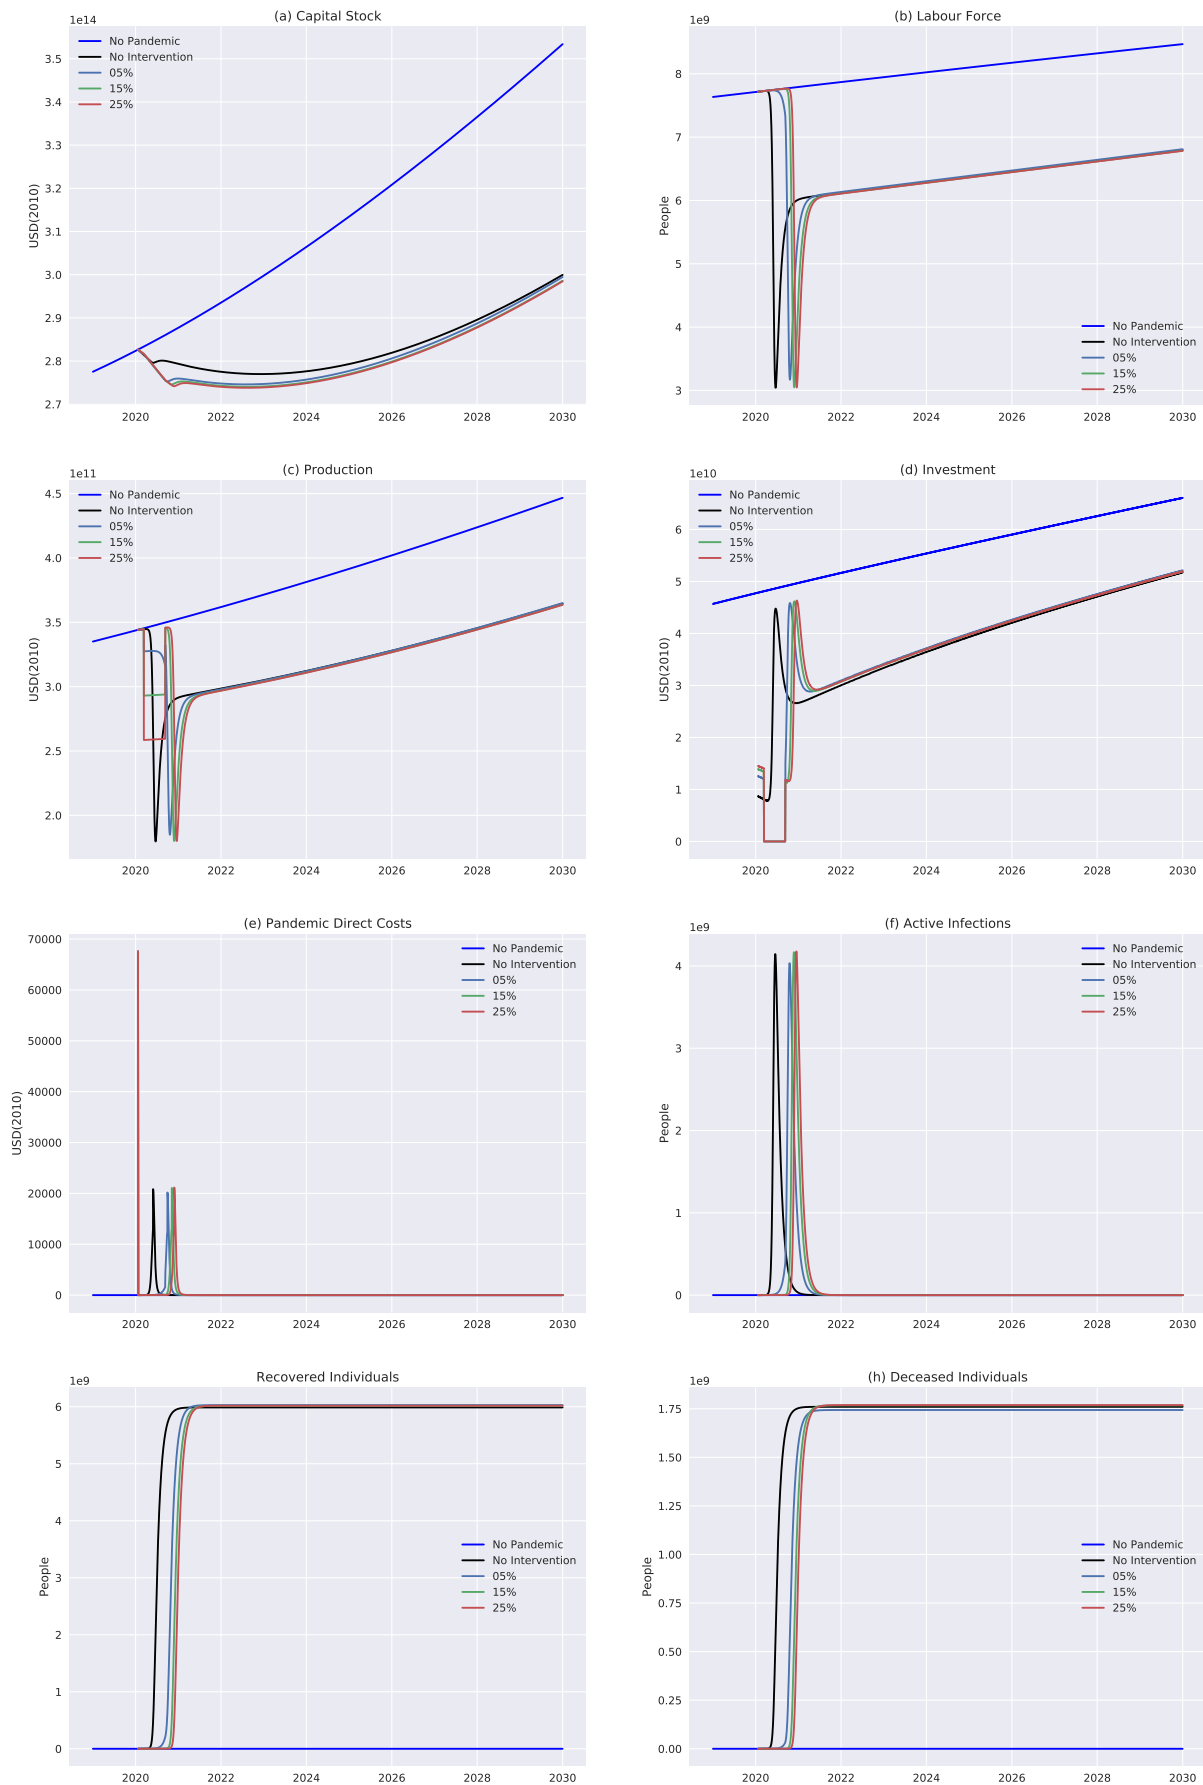 (a) Capital Stock
1e14
No Pandemic
No Intervention
05%
15%
25%
3.5
3.4
3.3
3.2
3.1
3.0
2.9
2.8
2.7
USD(2010)
2020 2022 2024 2026 2028 2030
(b) Labour Force
1e9
8
7
6
5
4
3
People
No Pandemic
No Intervention
05%
15%
25%
2020 2022 2024 2026 2028 2030
(c) Production
1e11
No Pandemic
No Intervention
05%
15%
25%
4.5
4.0
3.5
3.0
2.5
2.0
USD(2010)
2020 2022 2024 2026 2028 2030
(d) Investment
1e10
No Pandemic
No Intervention
05%
15%
25%
6
5
4
3
2
1
0
USD(2010)
2020 2022 2024 2026 2028 2030
(e) Pandemic Direct Costs
70000
60000
50000
40000
30000
20000
10000
0
USD(2010)
No Pandemic
No Intervention
05%
15%
25%
2020 2022 2024 2026 2028 2030
(f) Active Infections
1e9
4
3
2
1
0
People
No Pandemic
No Intervention
05%
15%
25%
2020 2022 2024 2026 2028 2030
Recovered Individuals
1e9
6
5
4
3
2
1
0
People
No Pandemic
No Intervention
05%
15%
25%
2020 2022 2024 2026 2028 2030
(h) Deceased Individuals
1e9
1.75
1.50
1.25
1.00
0.75
0.50
0.25
0.00
People
No Pandemic
No Intervention
05%
15%
25%
2020 2022 2024 2026 2028 2030